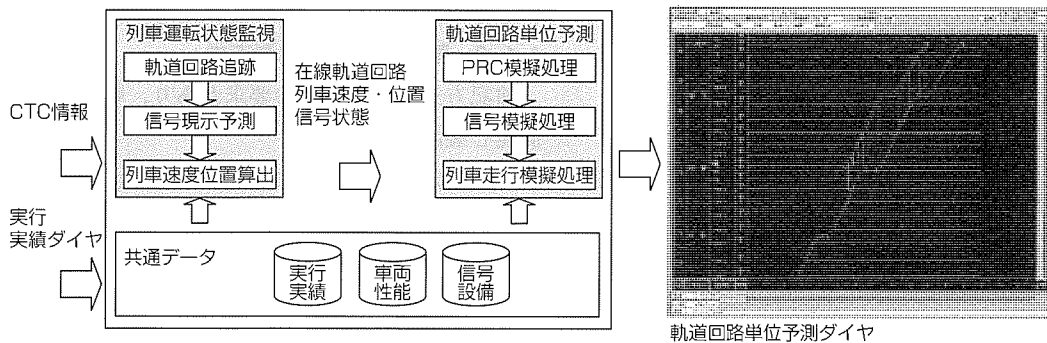 CTC情報
実行
実績ダイヤ
列車運転状態監視
軌道回路追跡
信号現示予測
列車速度位置算出
在線軌道回路
列車速度・位置
信号状態
軌道回路単位予測
PRC模擬処理
信号模擬処理
列車走行模擬処理
共通データ
実行
実績
車両
性能
信号
設備
軌道回路単位予測ダイヤ